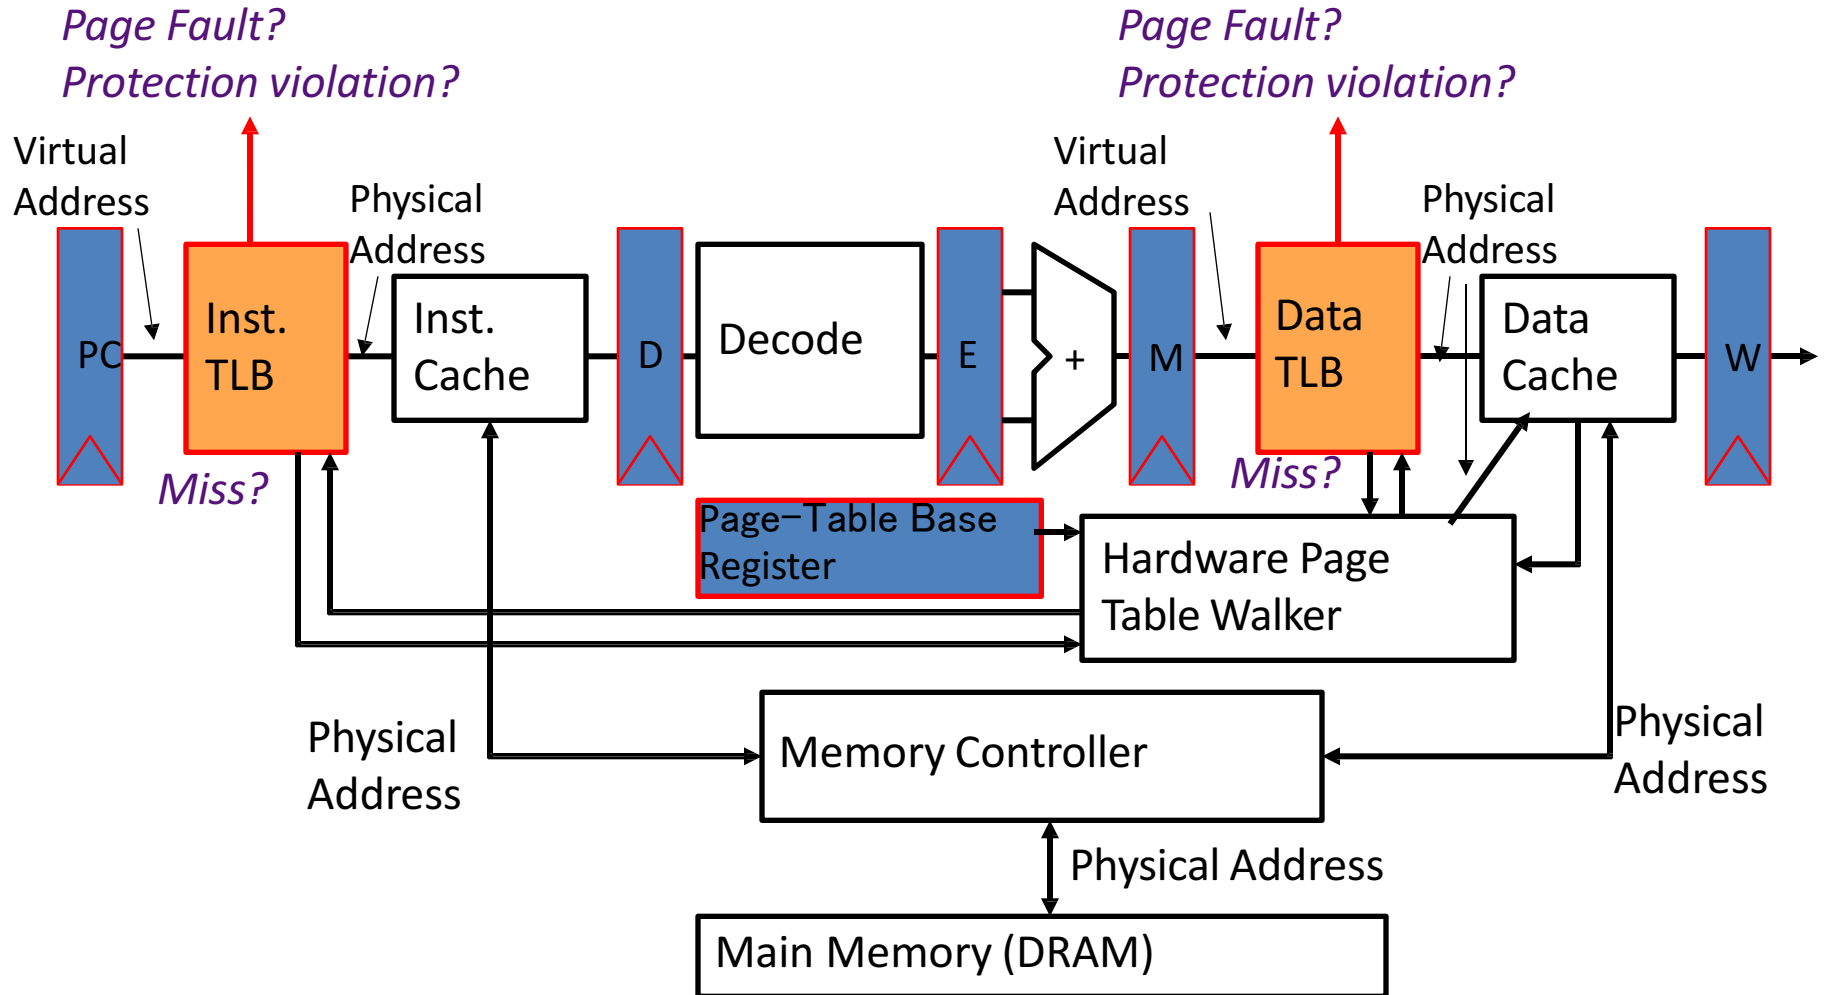 Page Fault?
Protection violation?
Page Fault?
Protection violation?
Virtual
Address
Physical
Address
Virtual
Address
Physical
Address
PC
Inst.
TLB
Inst.
Cache
D
Decode
E
+
M
Data
TLB
Data
Cache
W
Miss?
Miss?
Page-Table Base
Register
Hardware Page
Table Walker
Physical
Address
Memory Controller
Physical
Address
Physical Address
Main Memory (DRAM)